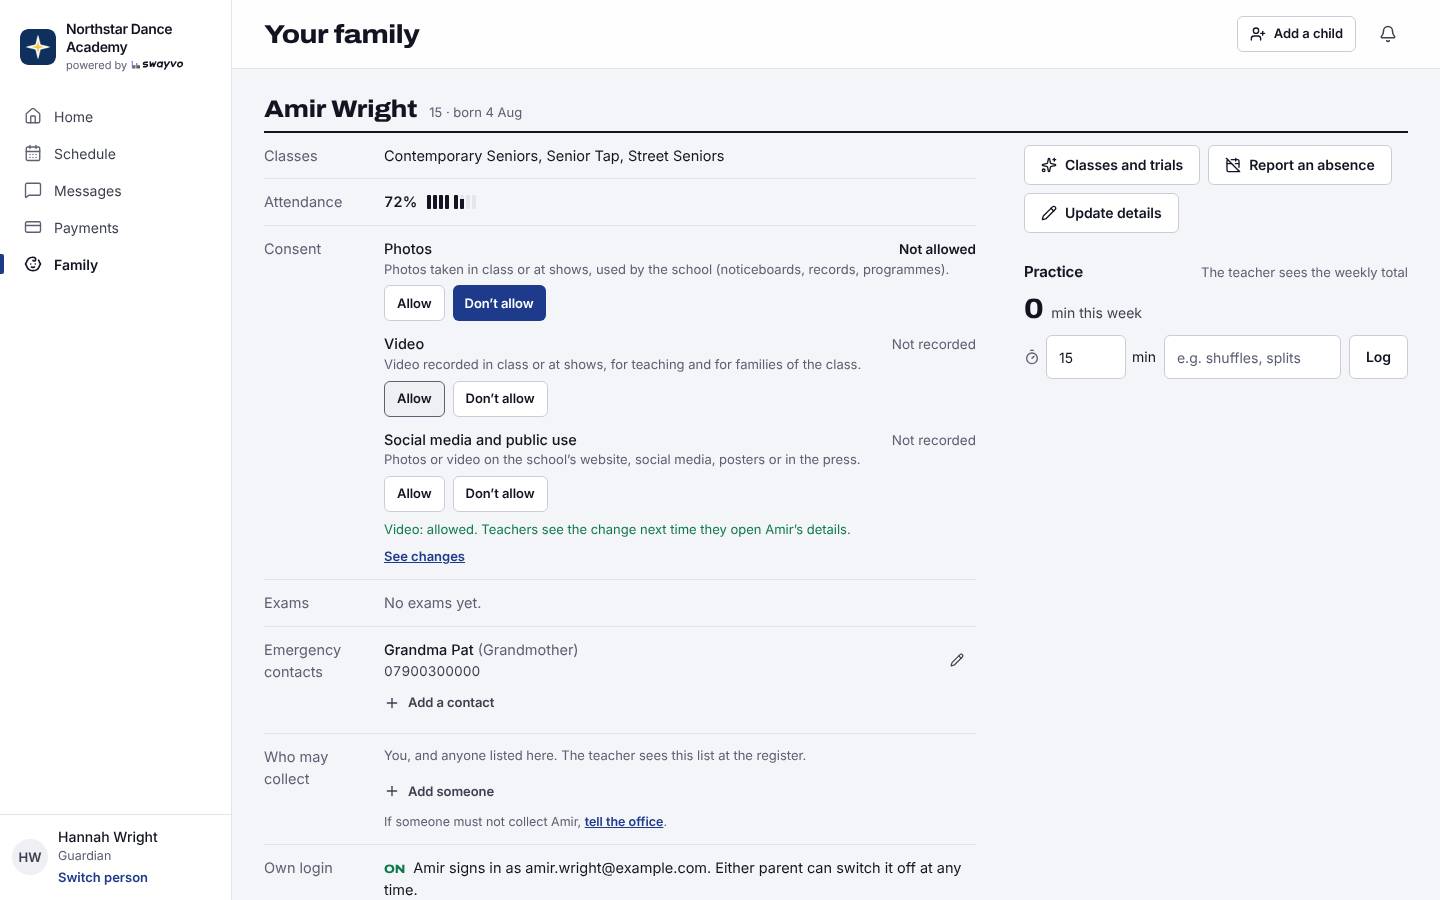 Northstar Dance
Academy
powered by swayvo
Home
Schedule
Messages
Payments
Family
Hannah Wright
HW
Guardian
Switch person
Your family
Add a child
Amir Wright 15 · born 4 Aug
Classes Contemporary Seniors, Senior Tap, Street Seniors
Attendance 72%
Consent Photos Not allowed
Photos taken in class or at shows, used by the school (noticeboards, records, programmes).
Allow Don’t allow
Video Not recorded
Video recorded in class or at shows, for teaching and for families of the class.
Allow Don’t allow
Social media and public use Not recorded
Photos or video on the school’s website, social media, posters or in the press.
Allow Don’t allow
Video: allowed. Teachers see the change next time they open Amir’s details.
See changes
Exams No exams yet.
Emergency contacts
Grandma Pat (Grandmother)
07900300000
Add a contact
Who may collect
You, and anyone listed here. The teacher sees this list at the register.
Add someone
If someone must not collect Amir, tell the office.
Own login ON Amir signs in as amir.wright@example.com. Either parent can switch it off at any
time.
Classes and trials Report an absence
Update details
Practice The teacher sees the weekly total
0 min this week
15 min e.g. shuffles, splits Log